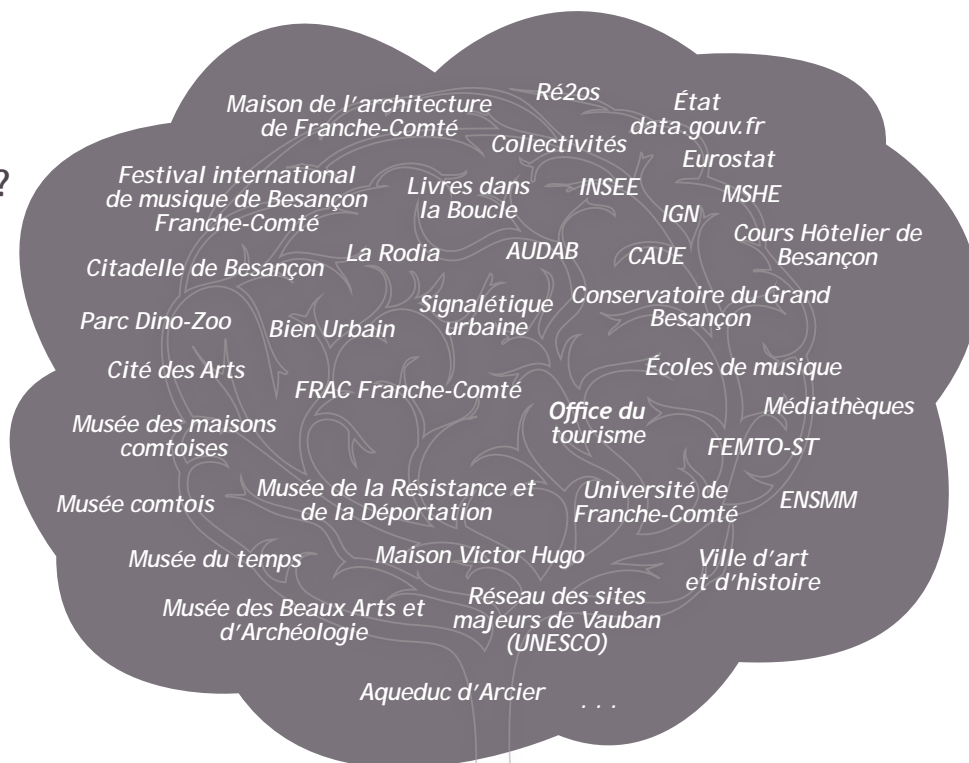 ?
Maison de l'architecture
de Franche-Comté
Ré2os
État
data.gouv.fr
Collectivités
Eurostat
Festival international
de musique de Besançon
Franche-Comté
Livres dans
la Boucle
INSEE
MSHE
IGN
Cours Hôtelier de
Besançon
Citadelle de Besançon
La Rodia
AUDAB
CAUE
Parc Dino-Zoo
Bien Urbain
Signalétique
urbaine
Conservatoire du Grand
Besançon
Cité des Arts
FRAC Franche-Comté
Écoles de musique
Musée des maisons
comtoises
Office du
tourisme
Médiathèques
FEMTO-ST
Musée comtois
Musée de la Résistance et
de la Déportation
Université de
Franche-Comté
ENSMM
Musée du temps
Maison Victor Hugo
Ville d'art
et d'histoire
Musée des Beaux Arts et
d'Archéologie
Réseau des sites
majeurs de Vauban
(UNESCO)
Aqueduc d'Arcier
. . .